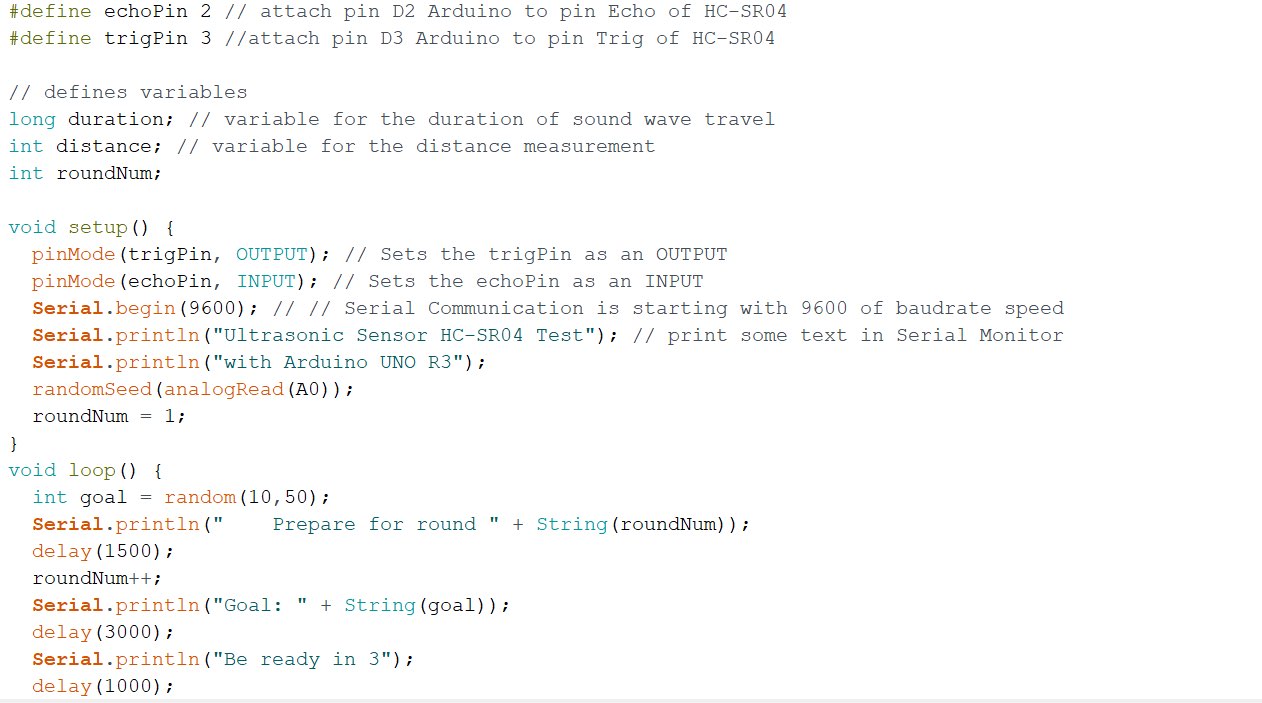 #define echoPin 2 // attach pin D2 Arduino to pin Echo of HC-SR04
#define trigPin 3 //attach pin D3 Arduino to pin Trig of HC-SR04

// defines variables
long duration; // variable for the duration of sound wave travel
int distance; // variable for the distance measurement
int roundNum;

void setup() {
  pinMode(trigPin, OUTPUT); // Sets the trigPin as an OUTPUT
  pinMode(echoPin, INPUT); // Sets the echoPin as an INPUT
  Serial.begin(9600); // // Serial Communication is starting with 9600 of baudrate speed
  Serial.println("Ultrasonic Sensor HC-SR04 Test"); // print some text in Serial Monitor
  Serial.println("with Arduino UNO R3");
  randomSeed(analogRead(A0));
  roundNum = 1;
}
void loop() {
  int goal = random(10,50);
  Serial.println("    Prepare for round " + String(roundNum));
  delay(1500);
  roundNum++;
  Serial.println("Goal: " + String(goal));
  delay(3000);
  Serial.println("Be ready in 3");
  delay(1000);